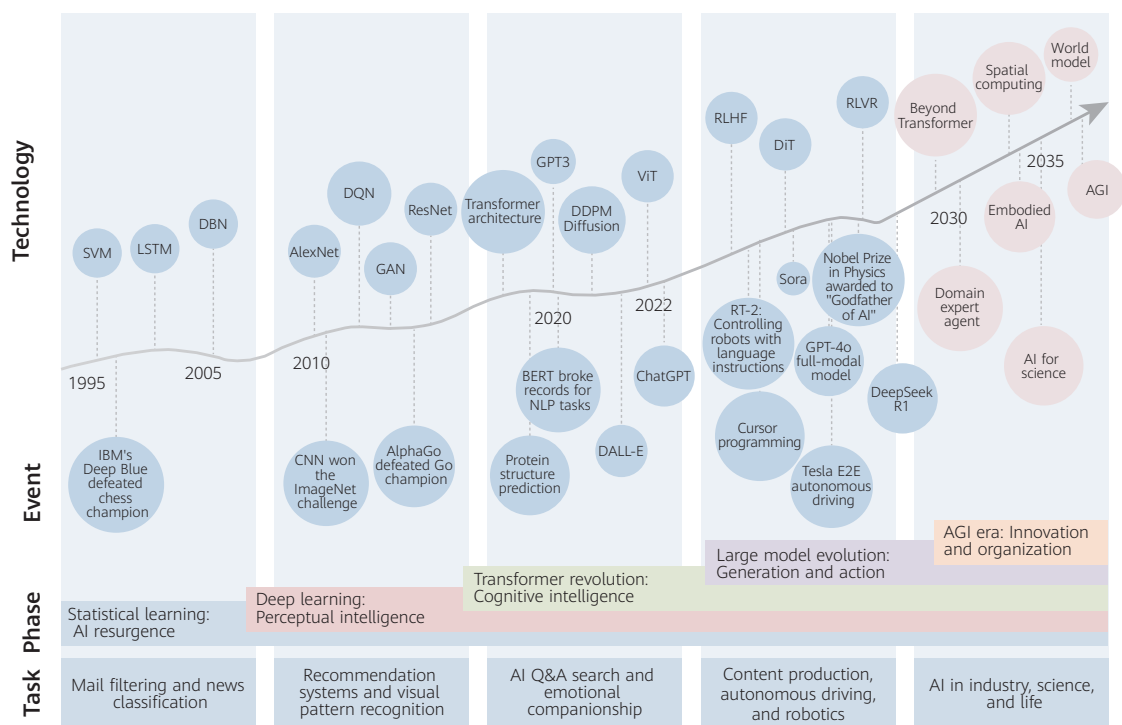 Technology
Event
Phase
Task
SVM
LSTM
DBN
AlexNet
DQN
GAN
ResNet
Transformer
architecture
GPT3
DDPM
Diffusion
ViT
RLHF
DiT
RLVR
Beyond
Transformer
Spatial
computing
World
model
1995
2005
2010
2020
2022
2030
2035
IBM's
Deep Blue
defeated
chess
champion
CNN won
the
ImageNet
challenge
AlphaGo
defeated Go
champion
Protein
structure
prediction
BERT broke
records for
NLP tasks
DALL-E
ChatGPT
RT-2:
Controlling
robots with
language
instructions
Cursor
programming
Sora
Nobel Prize
in Physics
awarded to
"Godfather
of AI"
GPT-4o
full-modal
model
Tesla E2E
autonomous
driving
DeepSeek
R1
Domain
expert
agent
Embodied
AI
AI for
science
AGI
Statistical learning:
AI resurgence
Deep learning:
Perceptual intelligence
Transformer revolution:
Cognitive intelligence
Large model evolution:
Generation and action
AGI era: Innovation
and organization
Mail filtering and news
classification
Recommendation
systems and visual
pattern recognition
AI Q&A search and
emotional
companionship
Content production,
autonomous driving,
and robotics
AI in industry, science,
and life